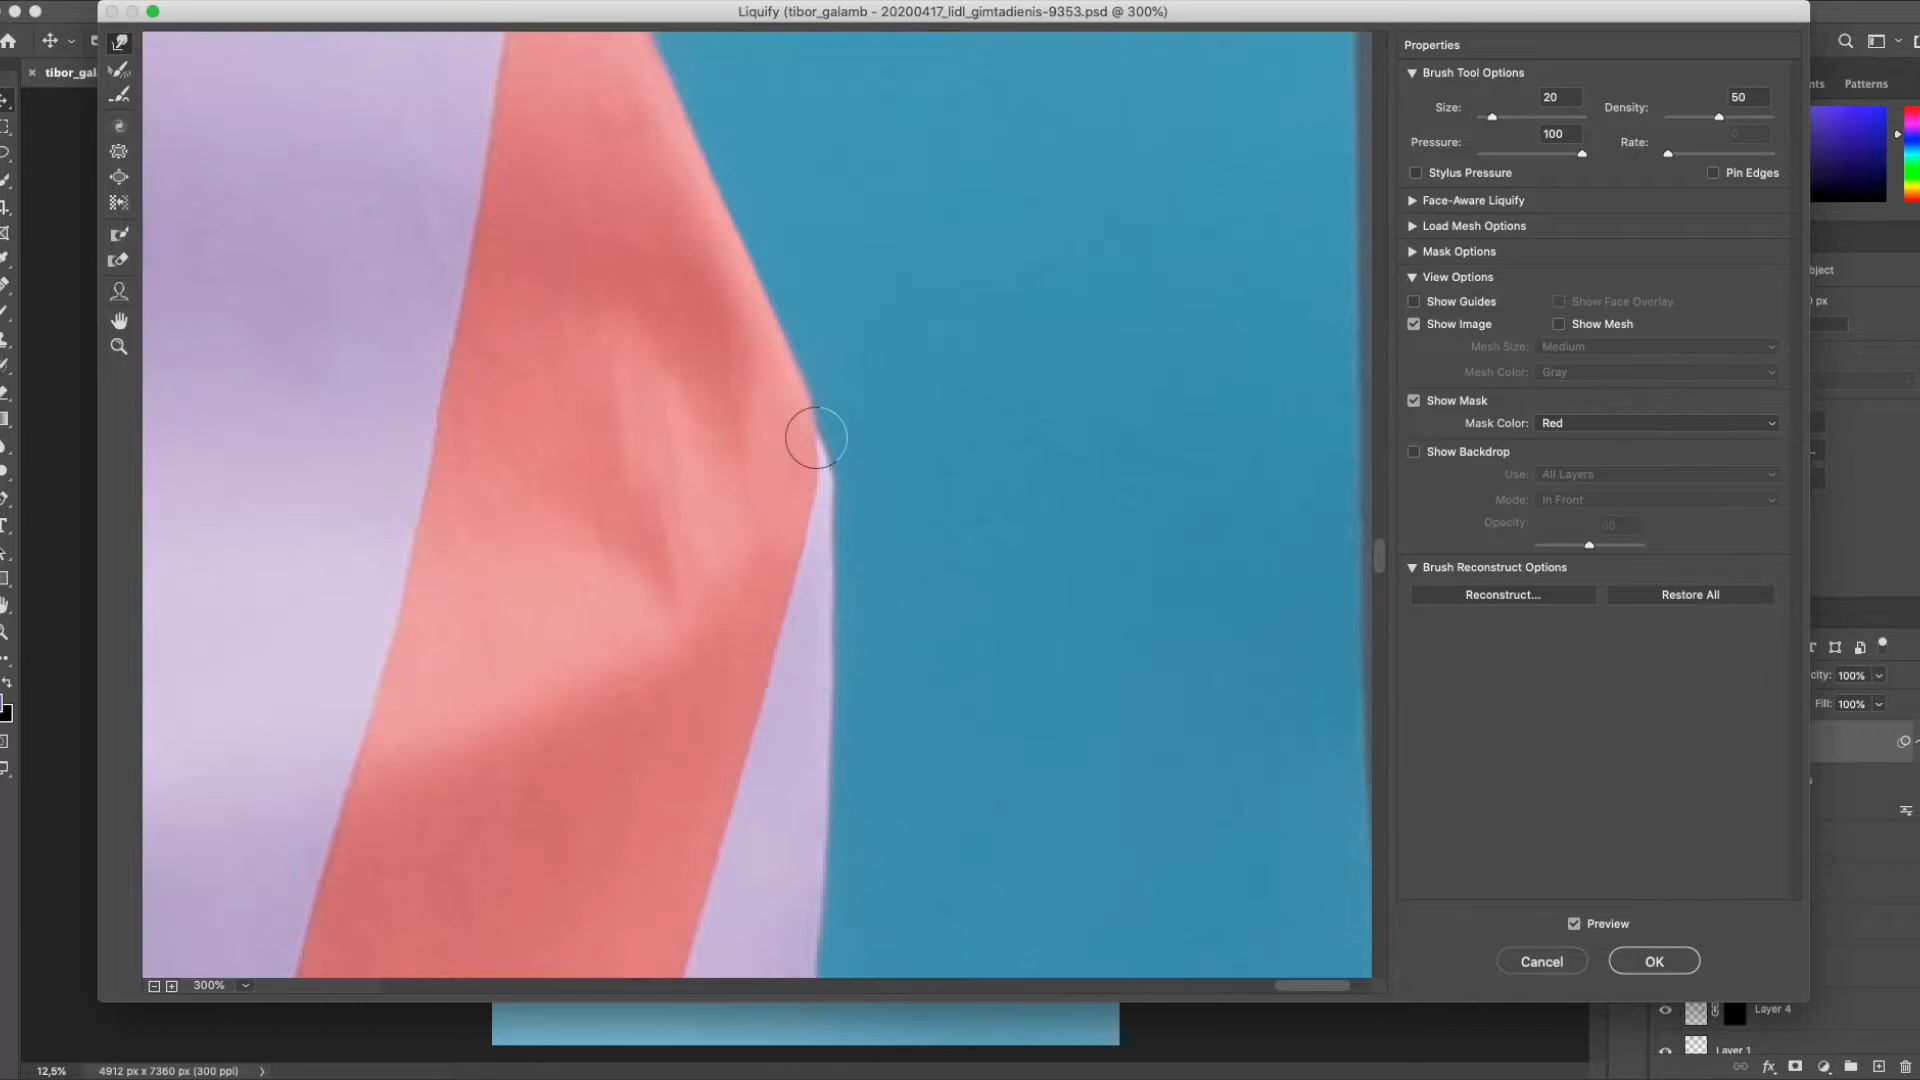 Liquify (tibor_galamb - 20200417_lidl_gimtadienis-9353.psd @ 300%)
tibor_gal
Properties
Brush Tool Options
Size: 20 Density: 50
Pressure: 100 Rate: 0
Stylus Pressure Pin Edges
Face-Aware Liquify
Load Mesh Options
Mask Options
View Options
Show Guides Show Face Overlay
Show Image Show Mesh
Mesh Size: Medium
Mesh Color: Gray
Show Mask
Mask Color: Red
Show Backdrop
Use: All Layers
Mode: In Front
Opacity:
Brush Reconstruct Options
Reconstruct... Restore All
Preview
Cancel OK
300%
nts Patterns
bject
0 px
city: 100%
Fill: 100%
Layer 4
Layer 1
12,5% 4912 px x 7360 px (300 ppi)